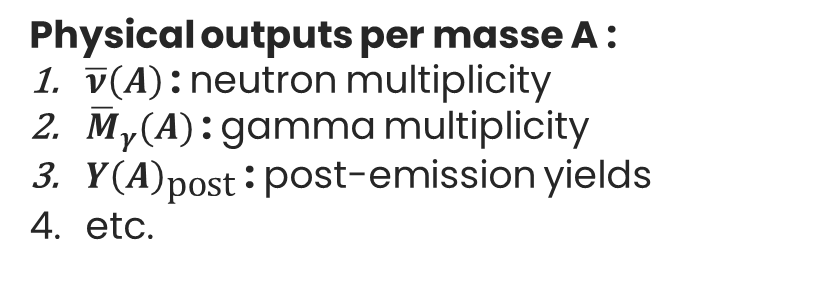 Physical outputs per masse A :
1. ν̅(A) : neutron multiplicity
2. M̅γ(A) : gamma multiplicity
3. Y(A)post : post-emission yields
4. etc.